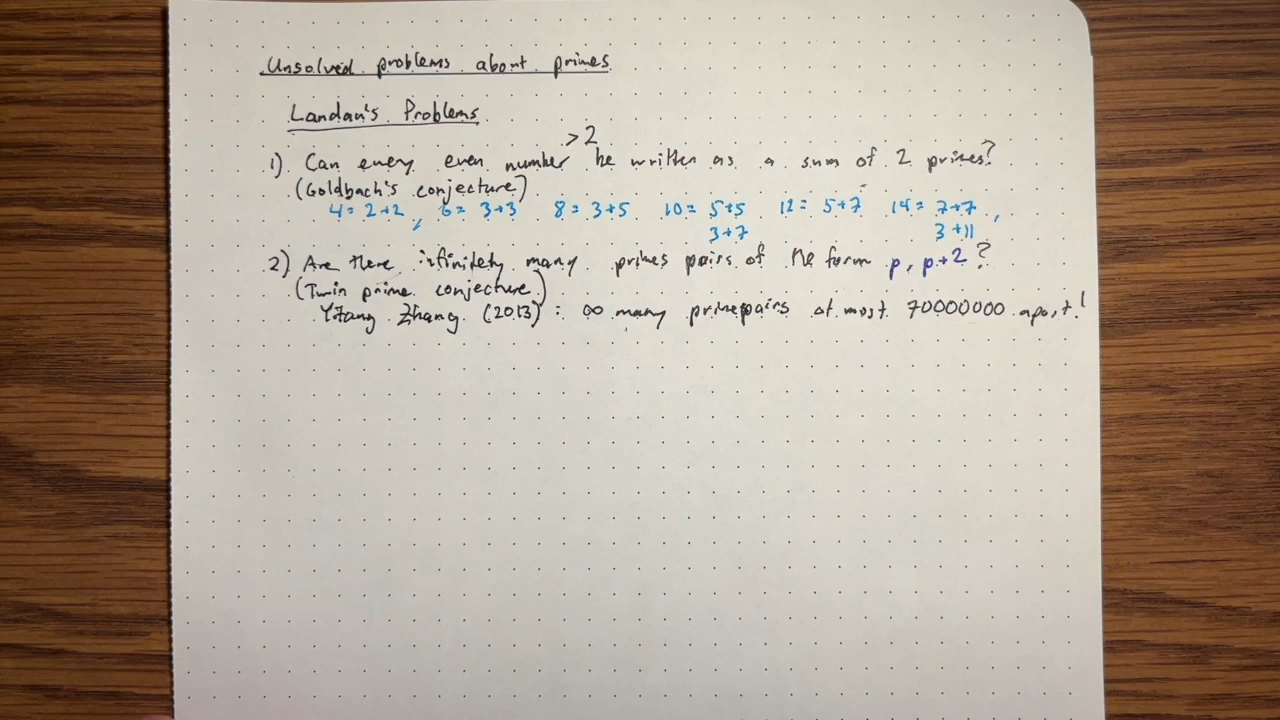 Unsolved problems about primes
Landau's Problems
>2
1) Can every even number be written as a sum of 2 primes?
(Goldbach's conjecture)
4 = 2+2, 6 = 3+3 8 = 3+5 10 = 5+5 12 = 5+7 14 = 7+7,
3+7 3+11
2) Are there infinitely many primes pairs of the form p, p+2?
(Twin prime conjecture)
Yitang Zhang (2013): ∞ many prime pairs at most 70000000 apart!